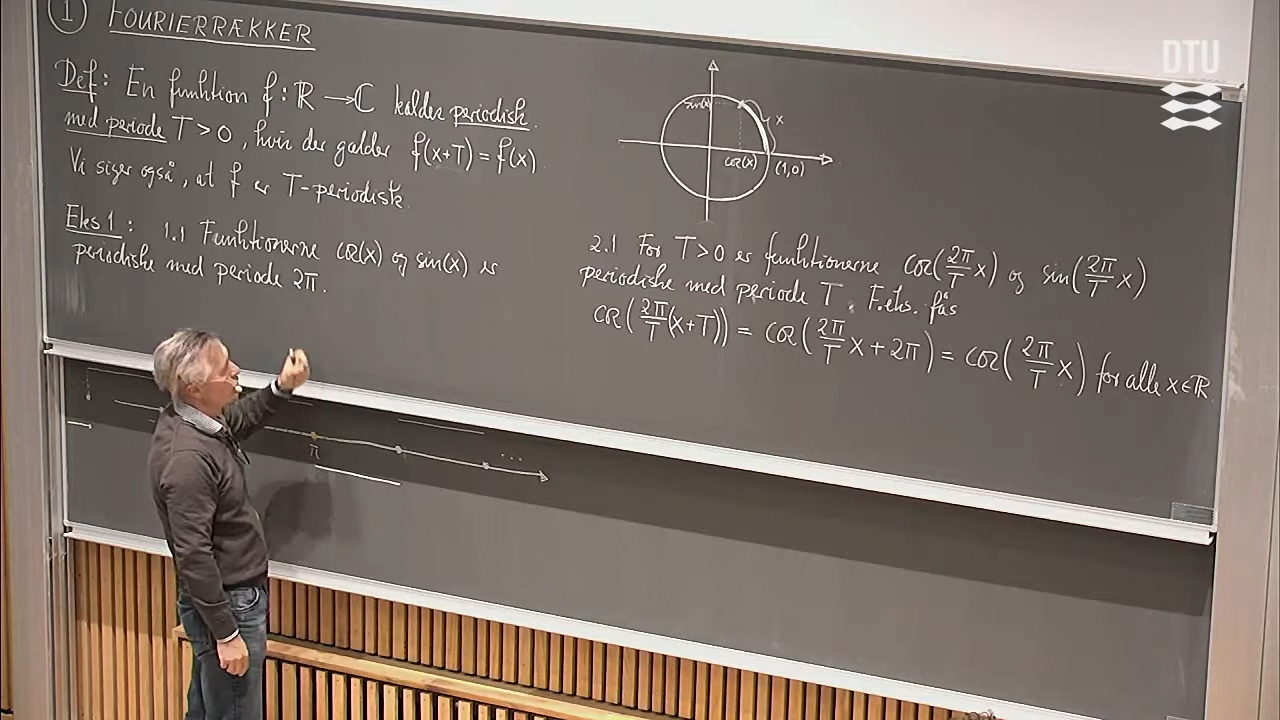 1 FOURIERRÆKKER
Def: En funktion f: ℝ → ℂ kaldes periodisk
med periode T > 0, hvis der gælder f(x+T) = f(x)
Vi siger også, at f er T-periodisk.
Eks 1: 1.1 Funktionerne cos(x) og sin(x) er
periodiske med periode 2π.
sin(x)
x
cos(x) (1,0)
2.1 For T > 0 er funktionerne cos(2π/T x) og sin(2π/T x)
periodiske med periode T. F.eks. fås
cos(2π/T (x+T)) = cos(2π/T x + 2π) = cos(2π/T x) for alle x ∈ ℝ.
π ...
DTU